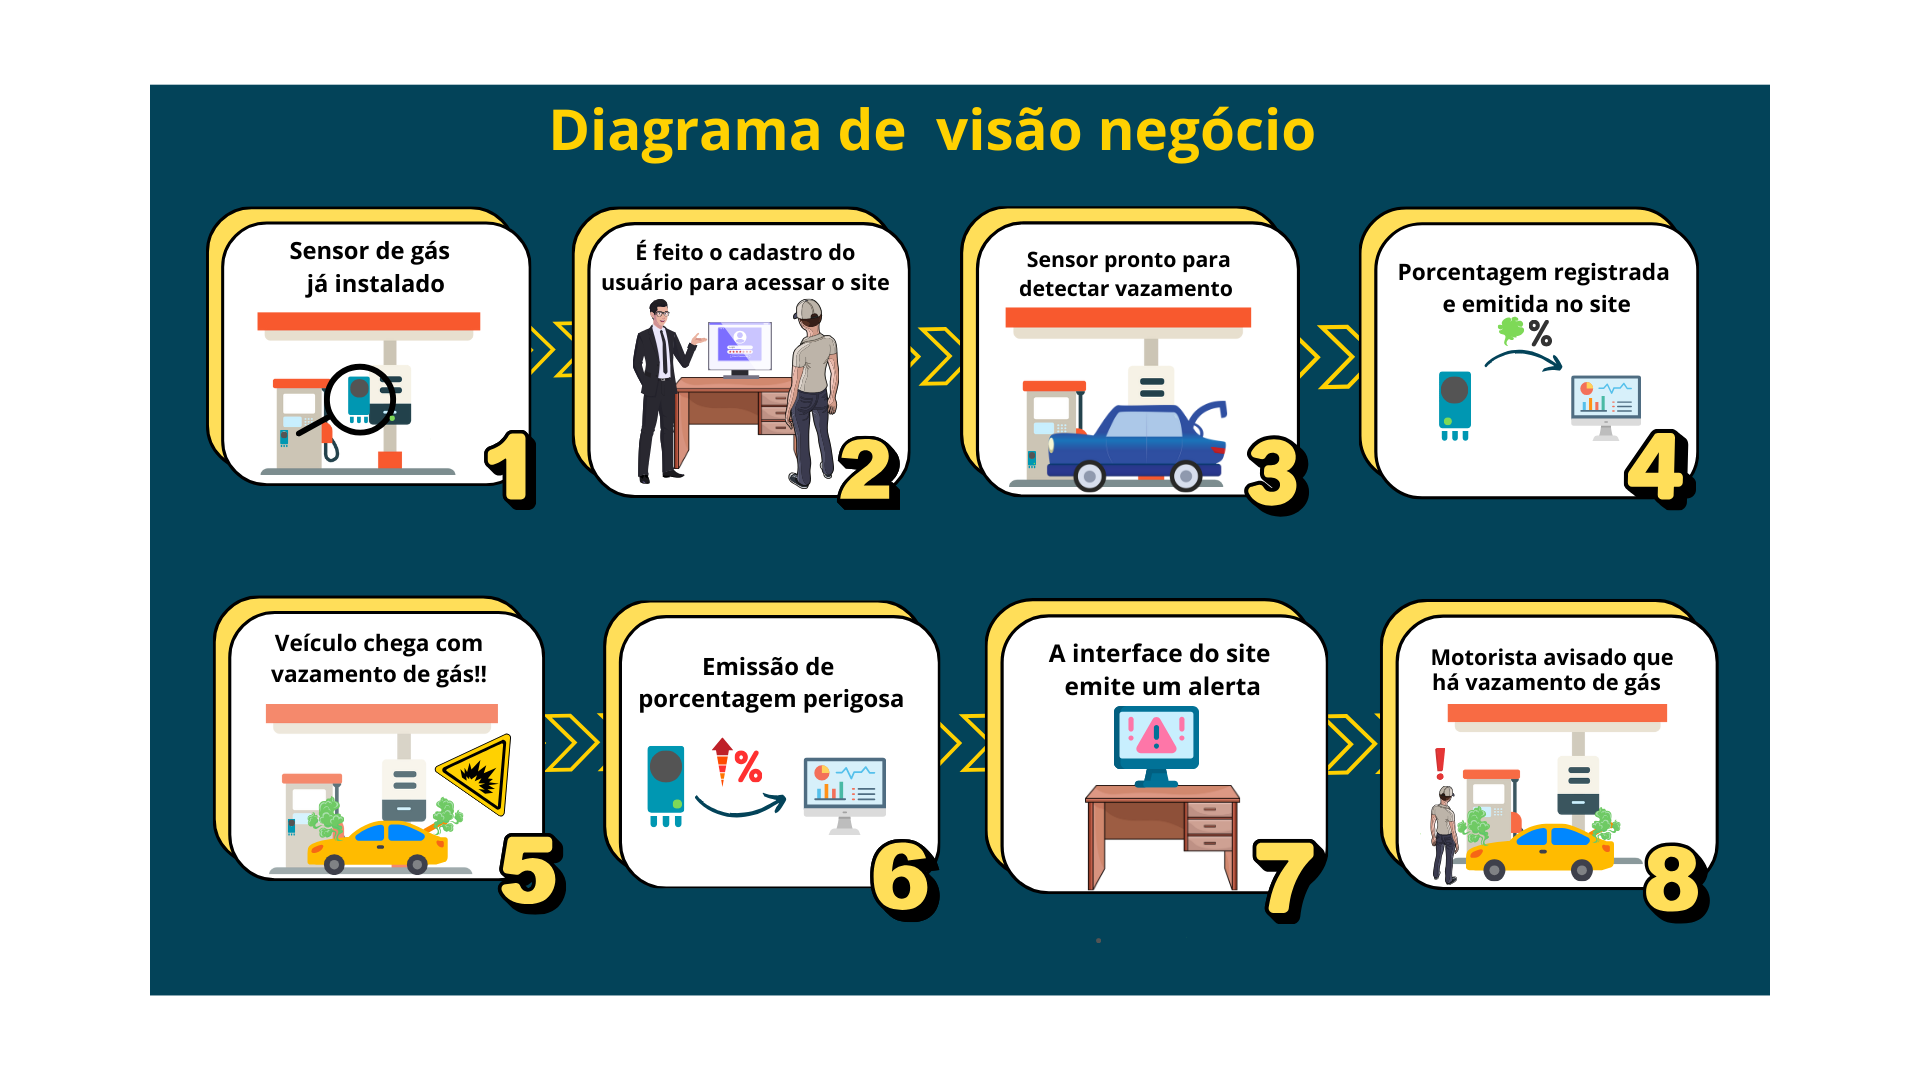 Diagrama de visão negócio
Sensor de gás
já instalado
1
É feito o cadastro do
usuário para acessar o site
2
Sensor pronto para
detectar vazamento
3
Porcentagem registrada
e emitida no site
%
4
Veículo chega com
vazamento de gás!!
5
Emissão de
porcentagem perigosa
%
6
A interface do site
emite um alerta
! ! !
7
Motorista avisado que
há vazamento de gás
!
8